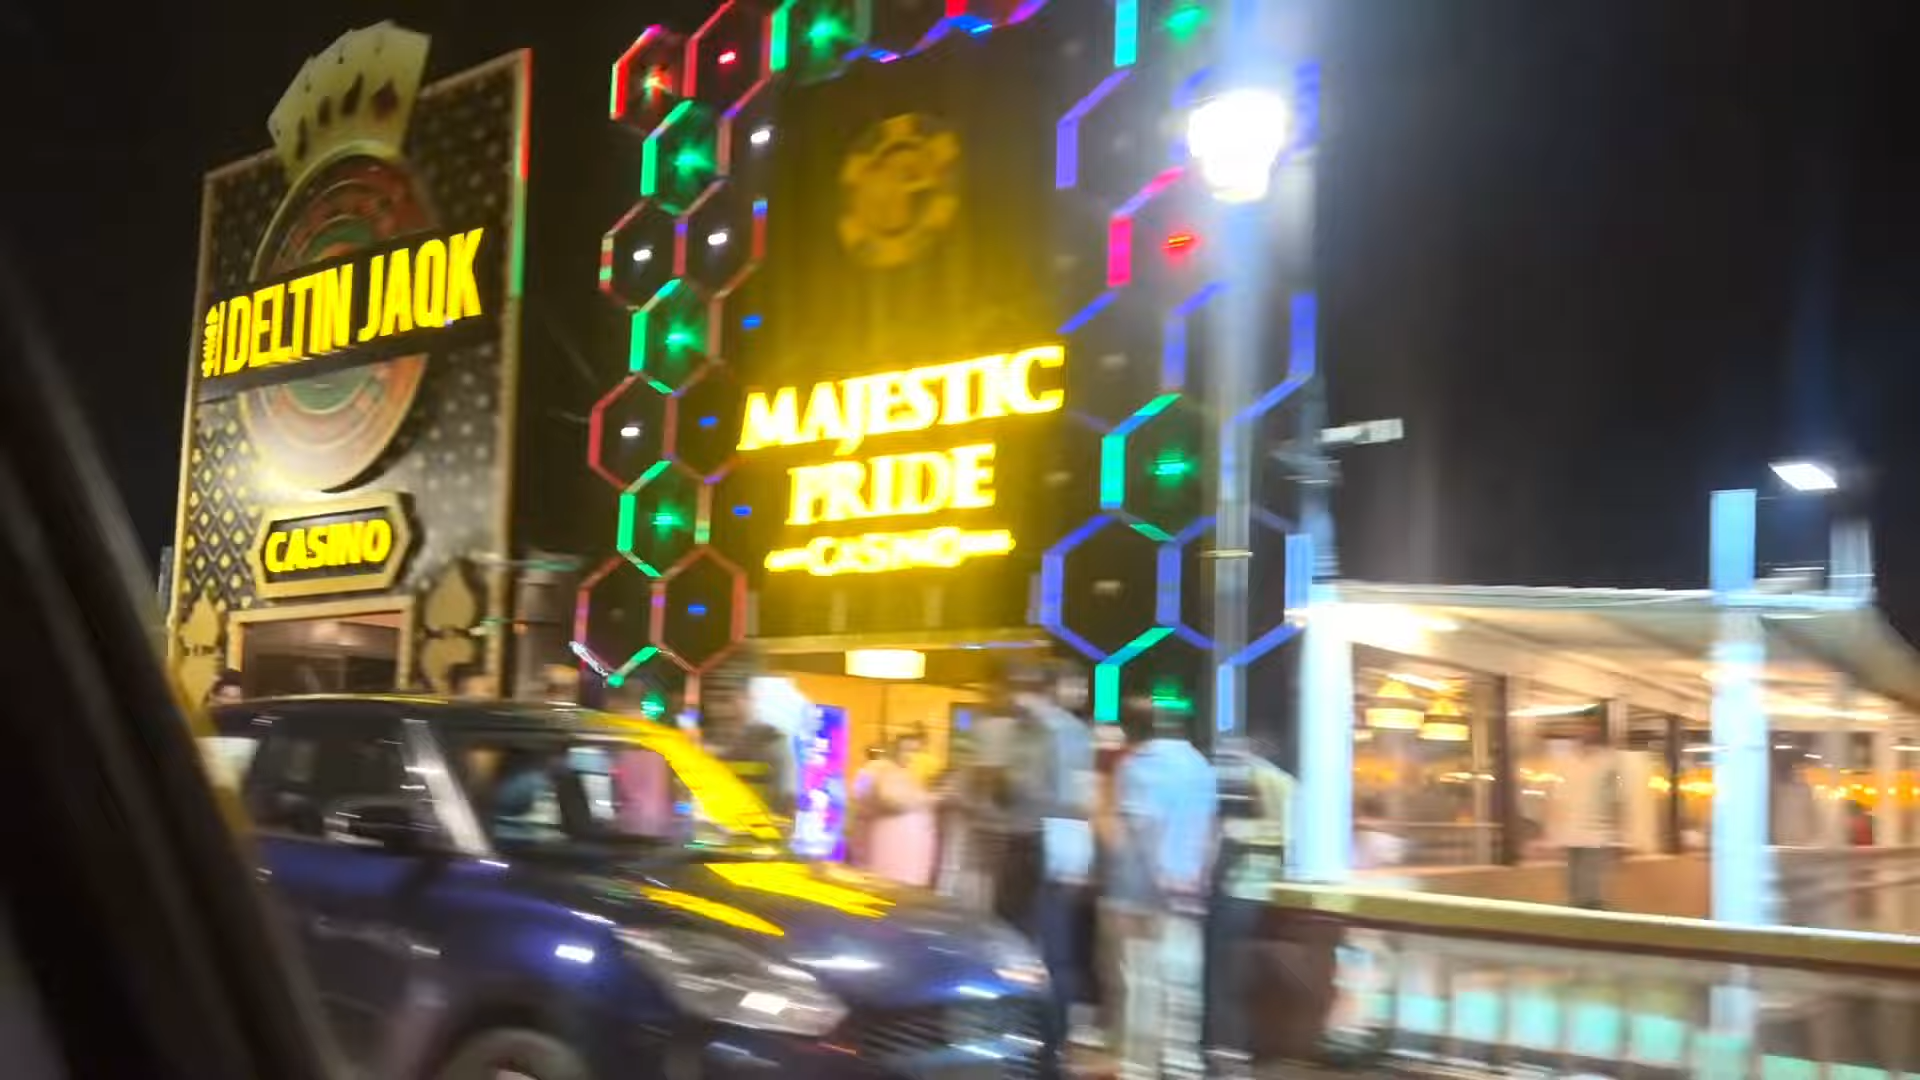 DELTIN JAQK
CASINO
MAJESTIC
PRIDE
CASINO